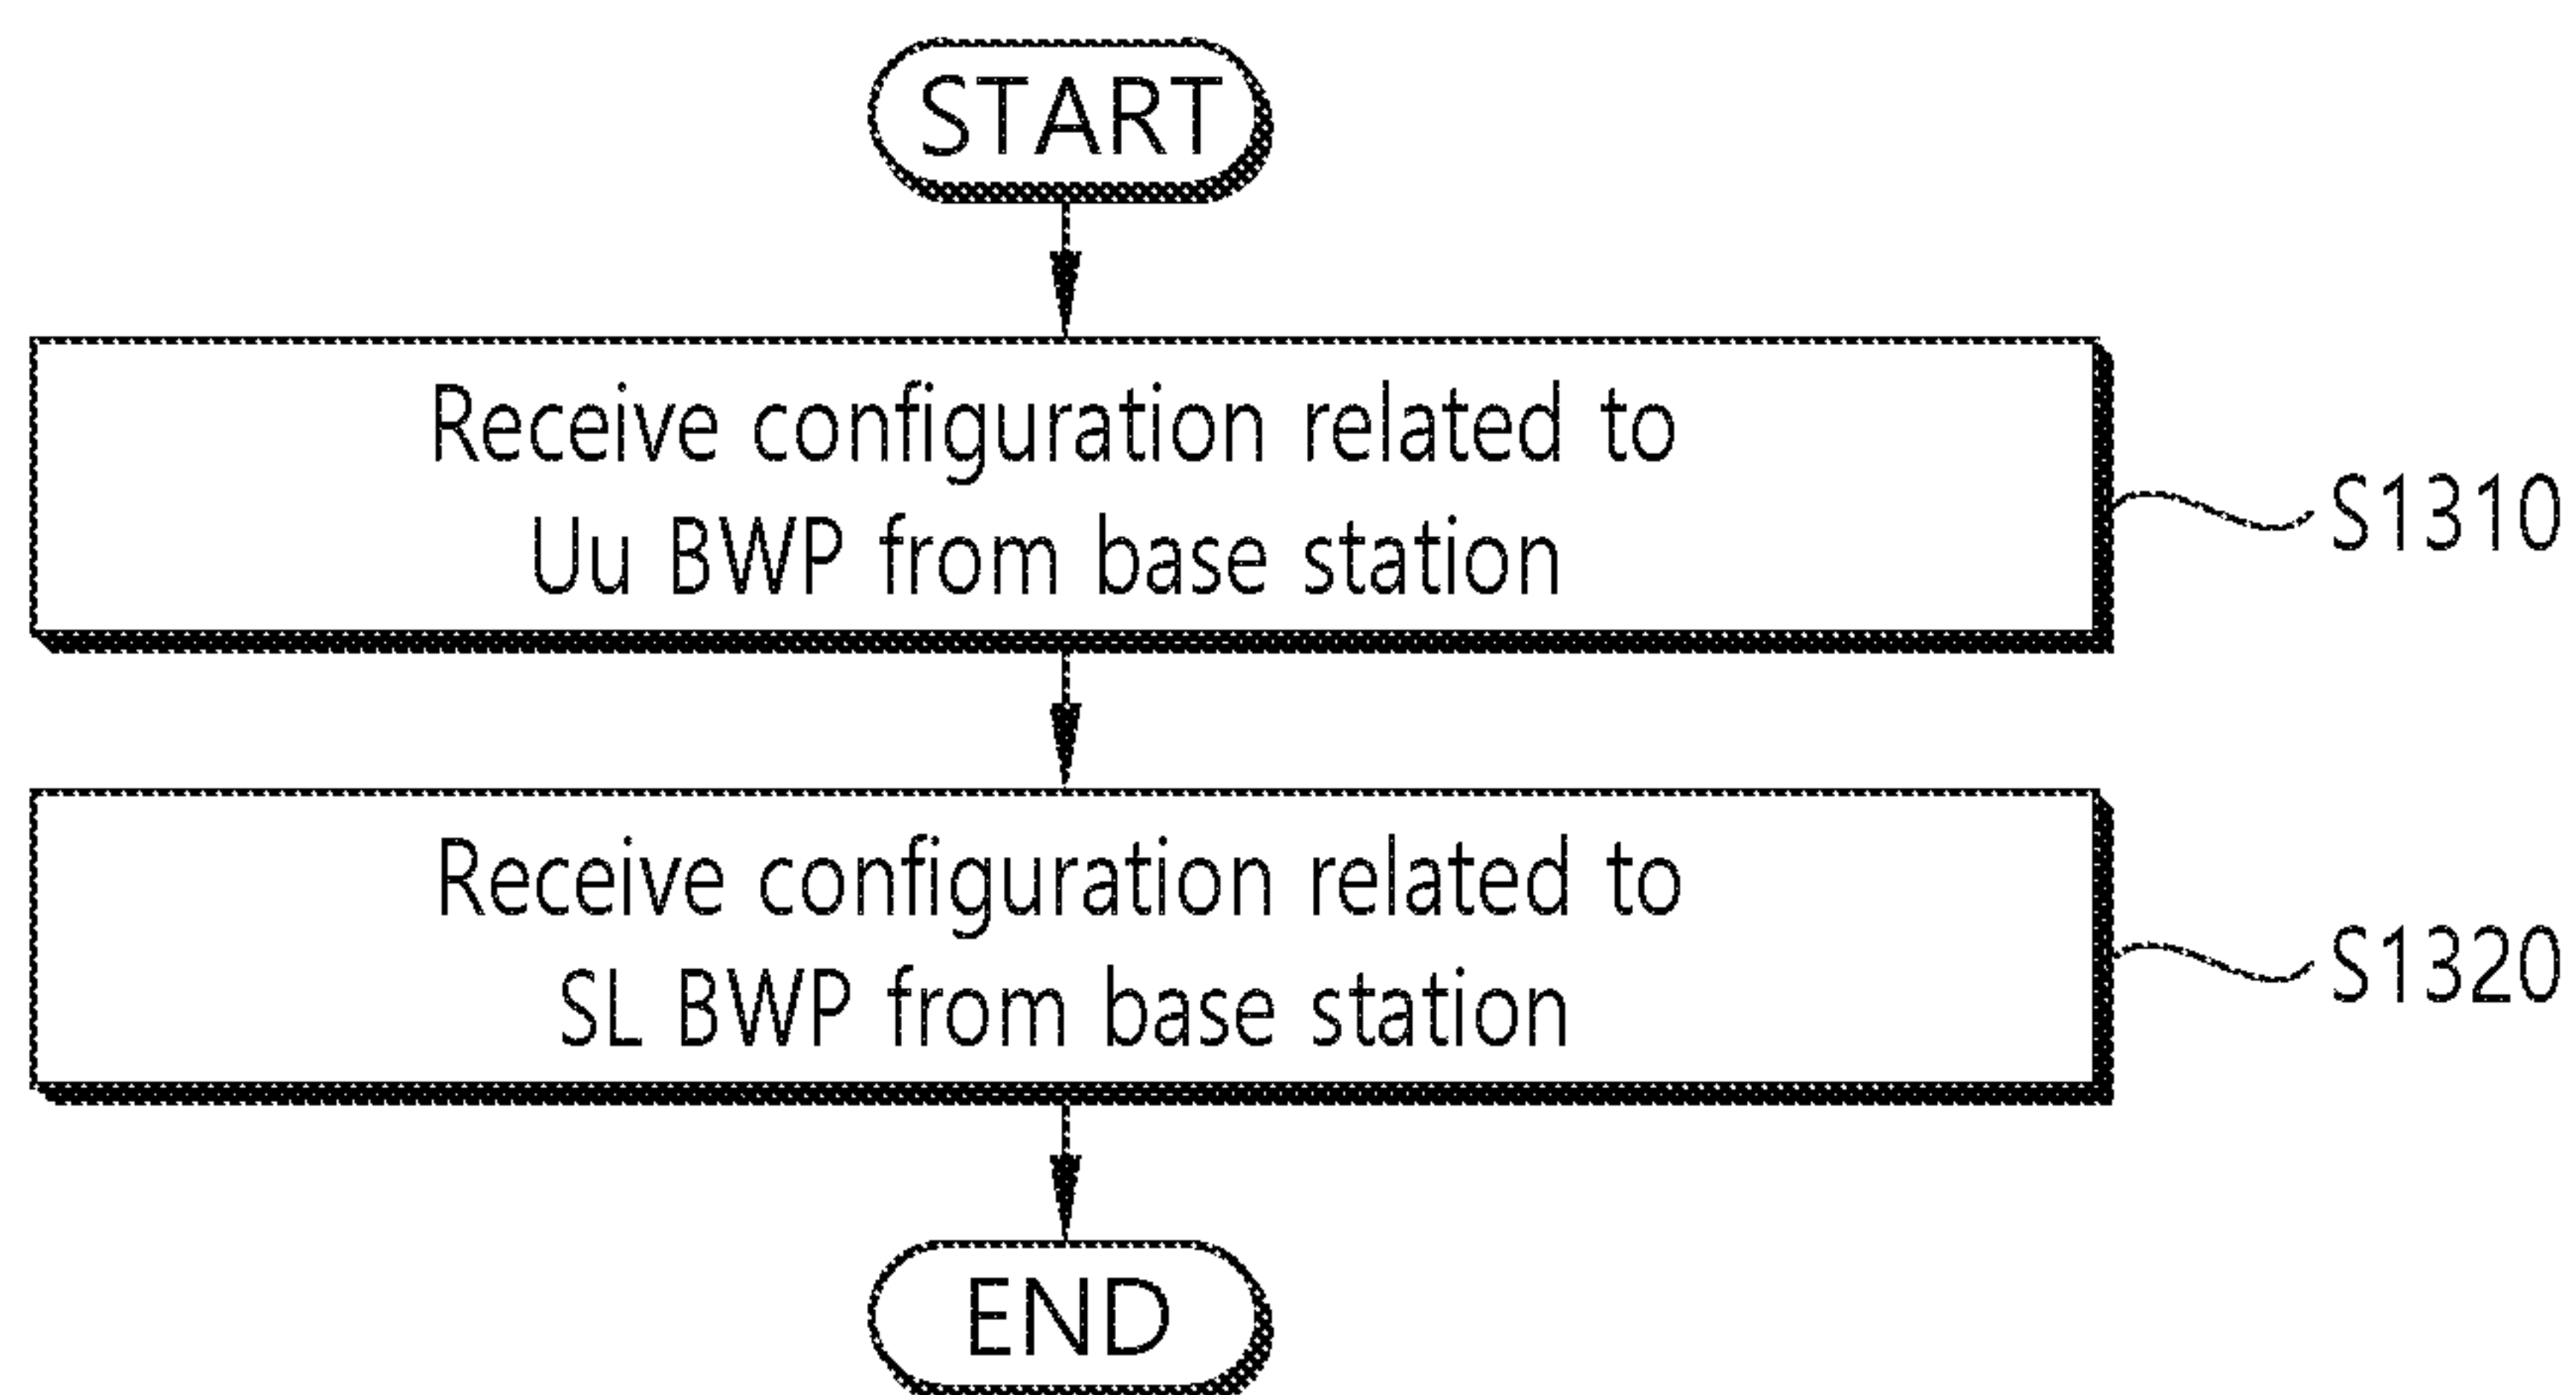 START
Receive configuration related to
Uu BWP from base station
S1310
Receive configuration related to
SL BWP from base station
S1320
END